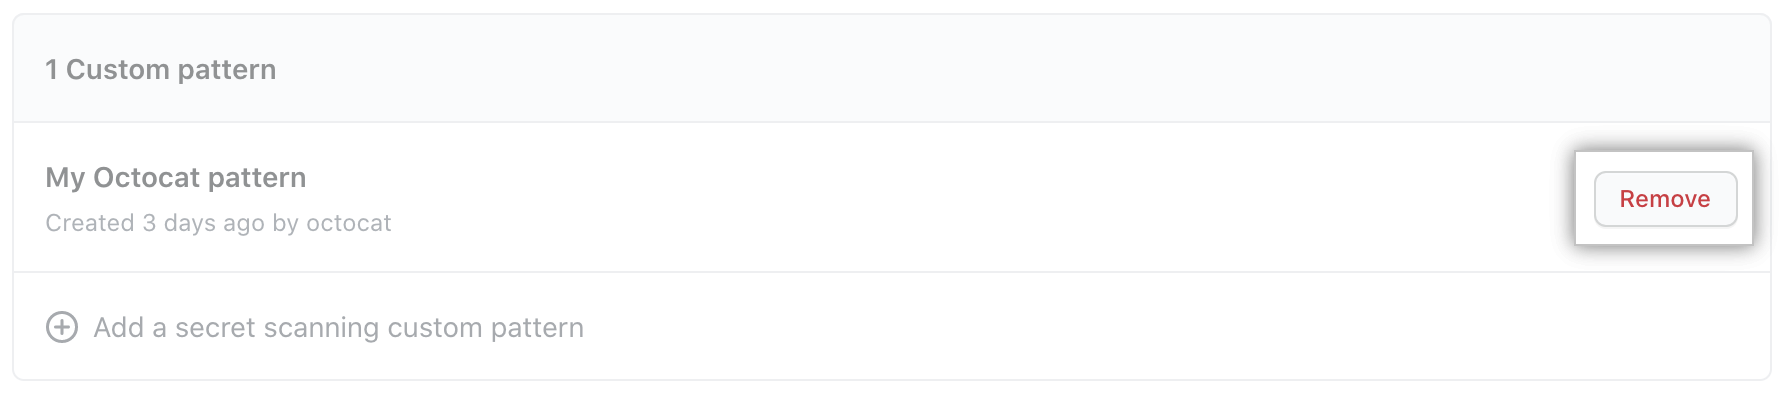 1 Custom pattern
My Octocat pattern
Remove
Created 3 days ago by octocat
Add a secret scanning custom pattern